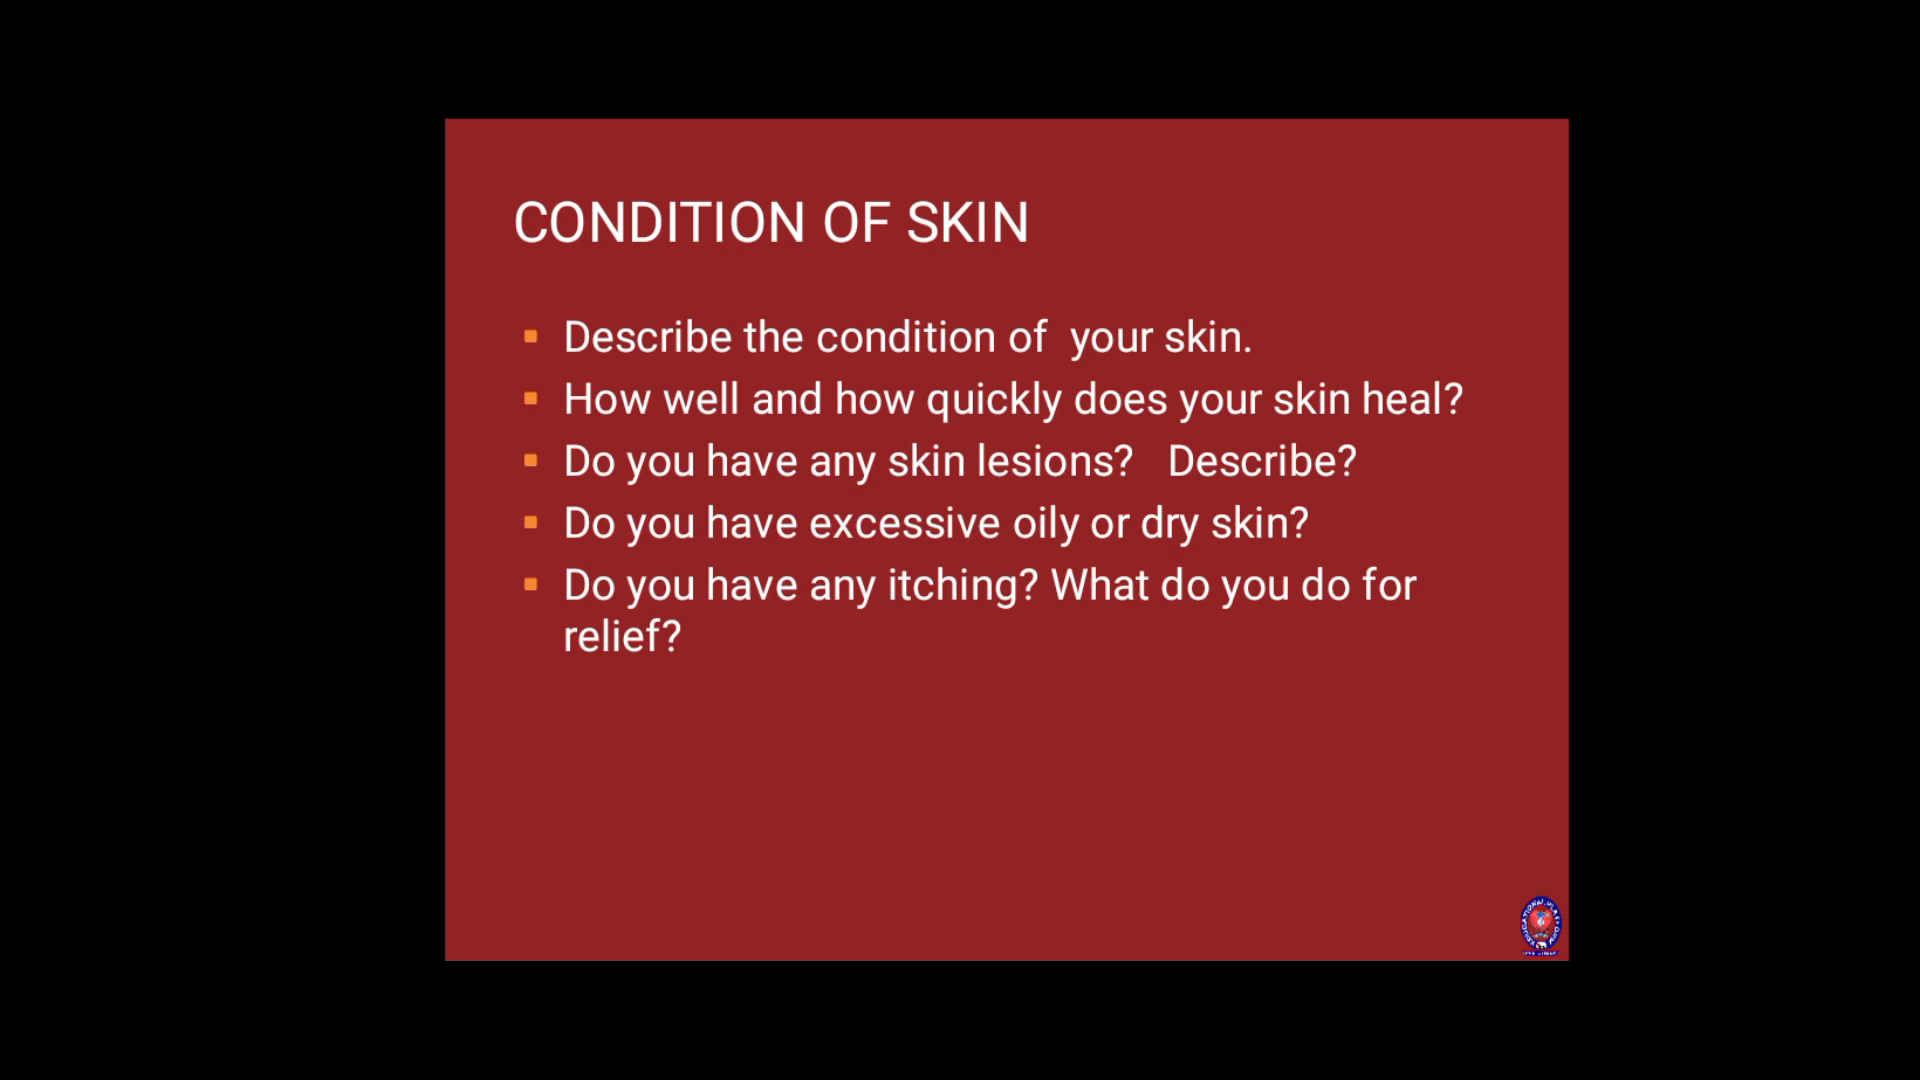 CONDITION OF SKIN
Describe the condition of  your skin.
How well and how quickly does your skin heal?
Do you have any skin lesions?   Describe?
Do you have excessive oily or dry skin?
Do you have any itching? What do you do for
relief?